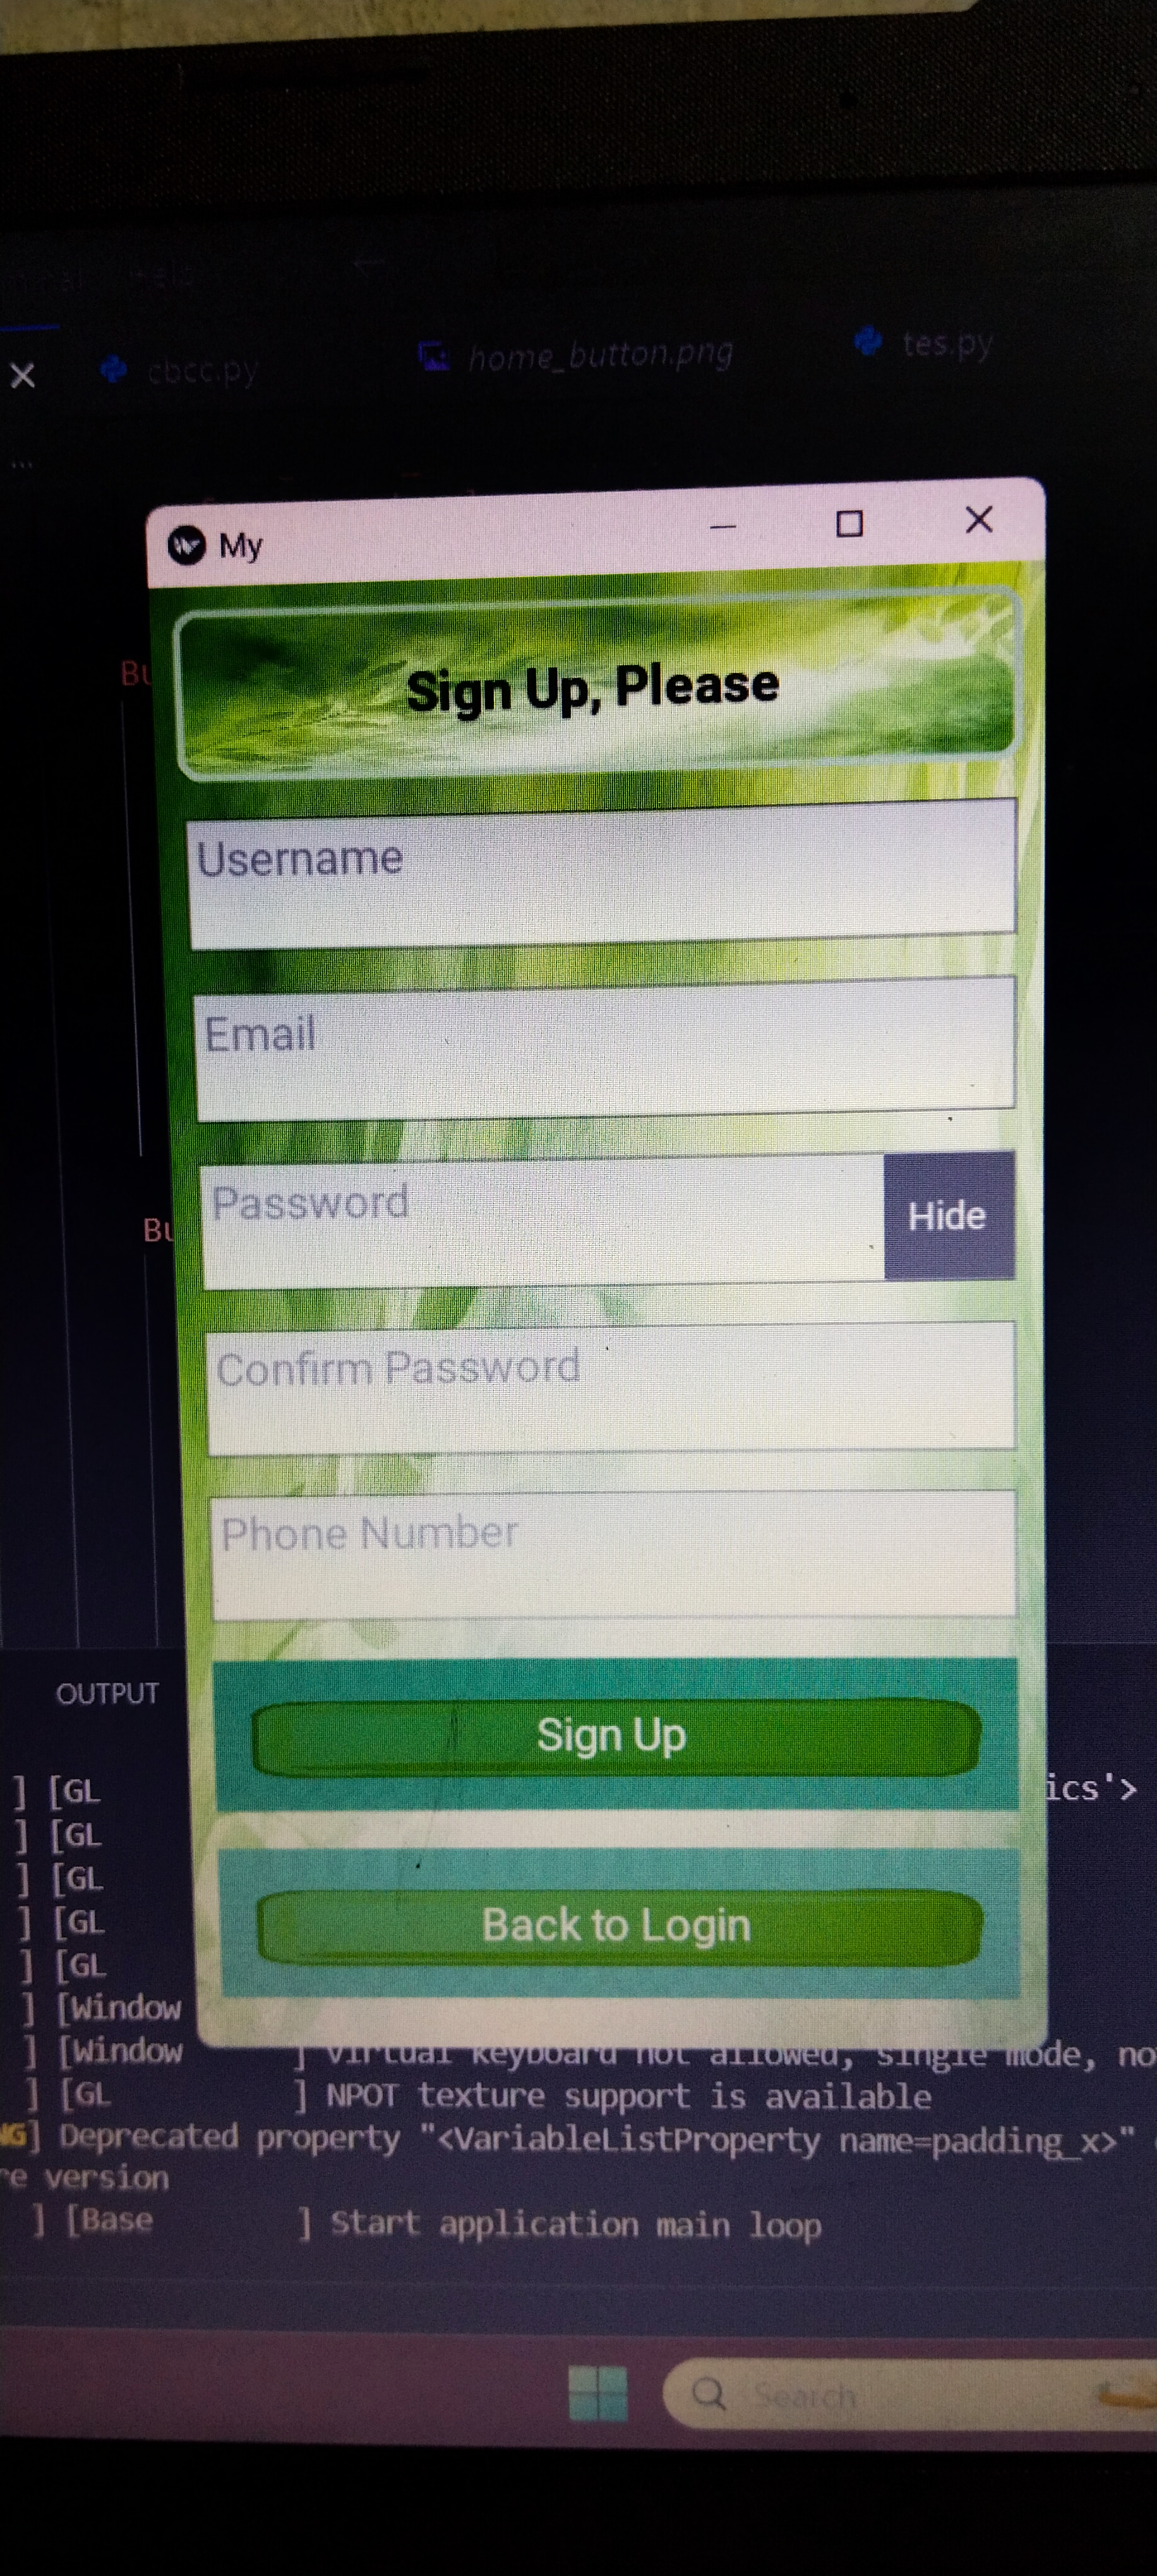 cbcc.py
home_button.png
tes.py
...
My
Bu
Sign Up, Please
Username
Email
Password
Hide
Bu
Confirm Password
Phone Number
OUTPUT
Sign Up
] [GL
ics'>
] [GL
] [GL
] [GL
Back to Login
] [GL
] [Window
] [Window ] virtual keyboard not allowed, single mode, no
] [GL ] NPOT texture support is available
NG] Deprecated property "<VariableListProperty name=padding_x>"
re version
] [Base ] Start application main loop
Search